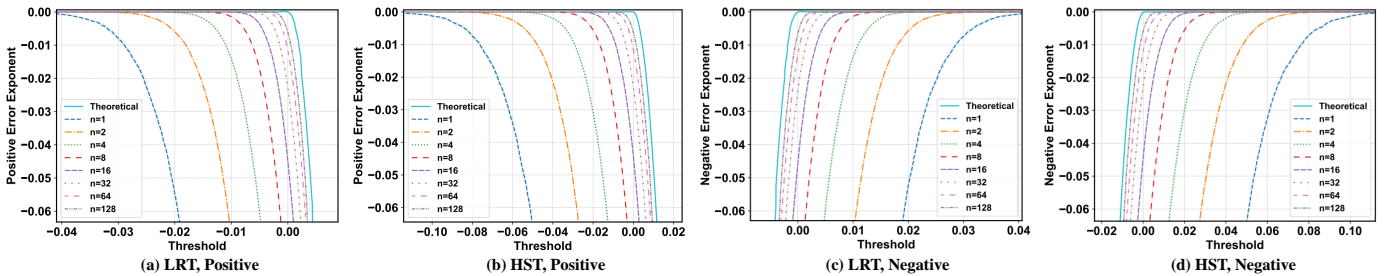 Positive Error Exponent
0.00
−0.01
−0.02
−0.03
−0.04
−0.05
−0.06
Theoretical
n=1
n=2
n=4
n=8
n=16
n=32
n=64
n=128
−0.04 −0.03 −0.02 −0.01 0.00
Threshold
(a) LRT, Positive
Positive Error Exponent
0.00
−0.01
−0.02
−0.03
−0.04
−0.05
−0.06
Theoretical
n=1
n=2
n=4
n=8
n=16
n=32
n=64
n=128
−0.10 −0.08 −0.06 −0.04 −0.02 0.00 0.02
Threshold
(b) HST, Positive
Negative Error Exponent
0.00
−0.01
−0.02
−0.03
−0.04
−0.05
−0.06
Theoretical
n=1
n=2
n=4
n=8
n=16
n=32
n=64
n=128
0.00 0.01 0.02 0.03 0.04
Threshold
(c) LRT, Negative
Negative Error Exponent
0.00
−0.01
−0.02
−0.03
−0.04
−0.05
−0.06
Theoretical
n=1
n=2
n=4
n=8
n=16
n=32
n=64
n=128
−0.02 0.00 0.02 0.04 0.06 0.08 0.10
Threshold
(d) HST, Negative